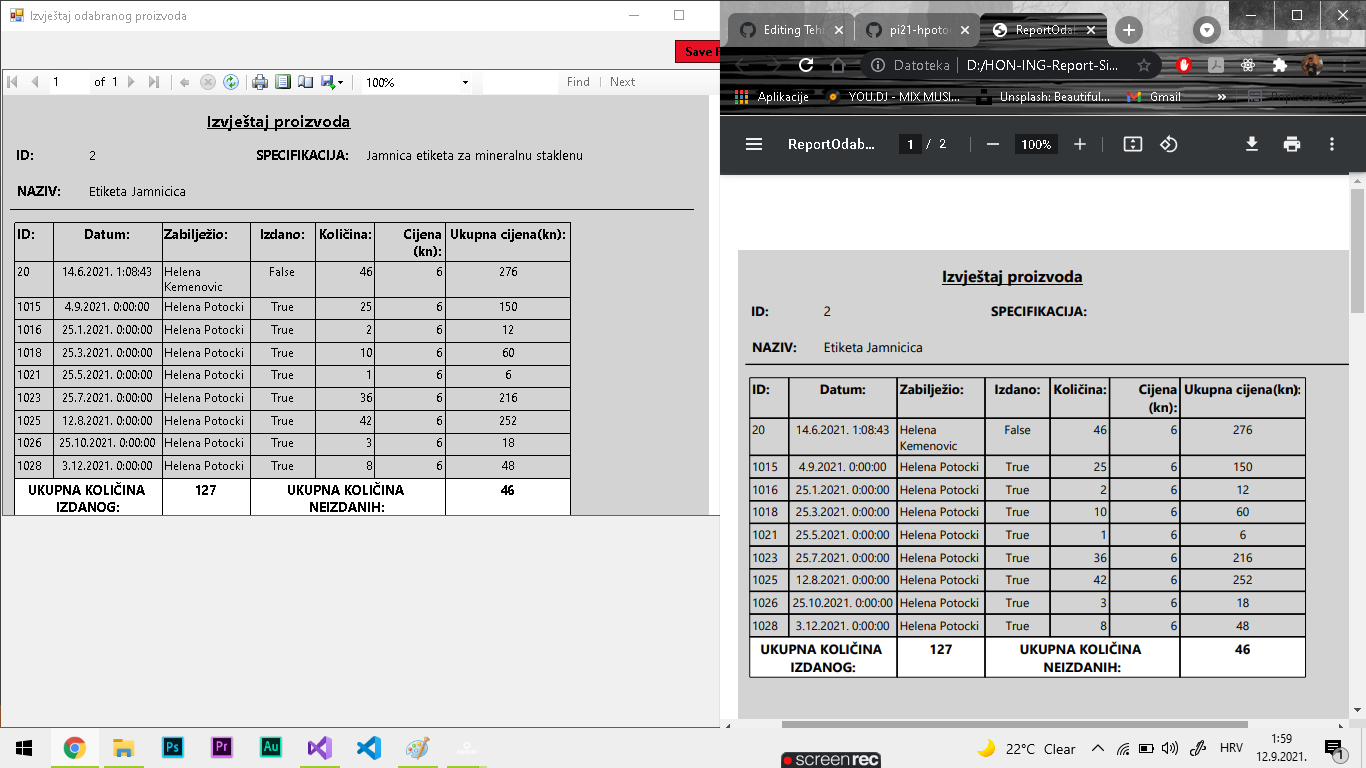 Izvještaj odabranog proizvoda
Save
1 of 1 100% Find | Next
Izvještaj proizvoda
ID: 2 SPECIFIKACIJA: Jamnica etiketa za mineralnu staklenu
NAZIV: Etiketa Jamnicica
ID: Datum: Zabilježio: Izdano: Količina: Cijena (kn): Ukupna cijena(kn):
20 14.6.2021. 1:08:43 Helena Kemenovic False 46 6 276
1015 4.9.2021. 0:00:00 Helena Potocki True 25 6 150
1016 25.1.2021. 0:00:00 Helena Potocki True 2 6 12
1018 25.3.2021. 0:00:00 Helena Potocki True 10 6 60
1021 25.5.2021. 0:00:00 Helena Potocki True 1 6 6
1023 25.7.2021. 0:00:00 Helena Potocki True 36 6 216
1025 12.8.2021. 0:00:00 Helena Potocki True 42 6 252
1026 25.10.2021. 0:00:00 Helena Potocki True 3 6 18
1028 3.12.2021. 0:00:00 Helena Potocki True 8 6 48
UKUPNA KOLIČINA IZDANOG: 127 UKUPNA KOLIČINA NEIZDANIH: 46
Editing Teh pi21-hpoto ReportOdal
Datoteka | D:/HON-ING-Report-Si...
Aplikacije YOU.DJ - MIX MUSI... Unsplash: Beautiful... Gmail »
ReportOdab... 1 / 2 100%
Izvještaj proizvoda
ID: 2 SPECIFIKACIJA:
NAZIV: Etiketa Jamnicica
ID: Datum: Zabilježio: Izdano: Količina: Cijena (kn): Ukupna cijena(kn):
20 14.6.2021. 1:08:43 Helena Kemenovic False 46 6 276
1015 4.9.2021. 0:00:00 Helena Potocki True 25 6 150
1016 25.1.2021. 0:00:00 Helena Potocki True 2 6 12
1018 25.3.2021. 0:00:00 Helena Potocki True 10 6 60
1021 25.5.2021. 0:00:00 Helena Potocki True 1 6 6
1023 25.7.2021. 0:00:00 Helena Potocki True 36 6 216
1025 12.8.2021. 0:00:00 Helena Potocki True 42 6 252
1026 25.10.2021. 0:00:00 Helena Potocki True 3 6 18
1028 3.12.2021. 0:00:00 Helena Potocki True 8 6 48
UKUPNA KOLIČINA IZDANOG: 127 UKUPNA KOLIČINA NEIZDANIH: 46
Ps Pr Au
screenrec
22°C Clear HRV 1:59
12.9.2021. 1